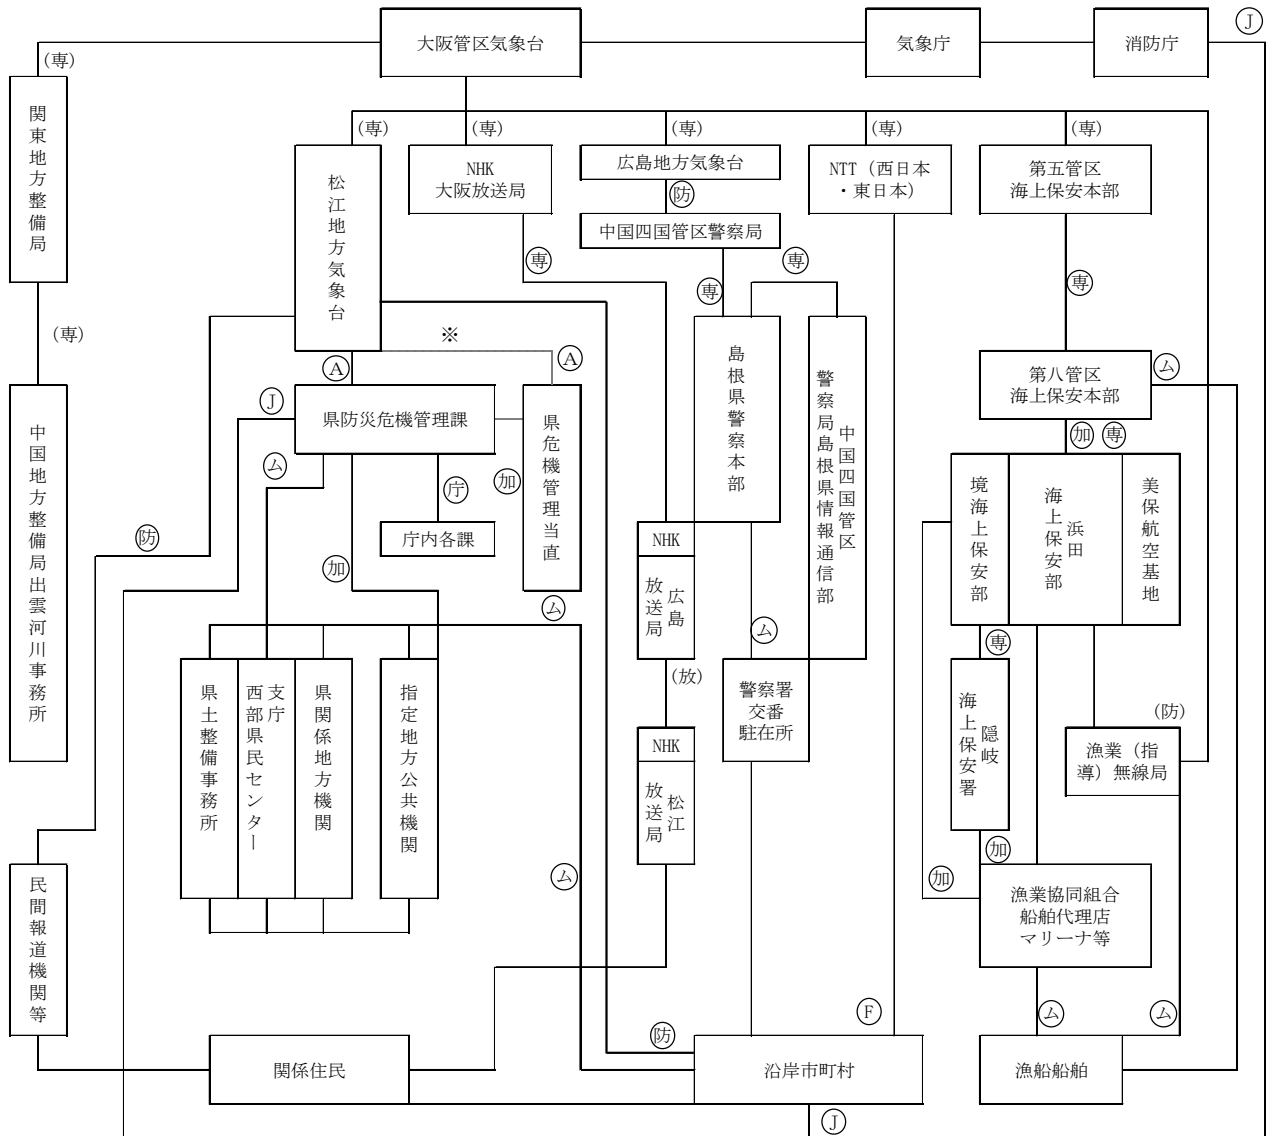 大阪管区気象台
気象庁
消防庁
Ⓙ
(専)
関東地方整備局
(専)
(専)
(専)
(専)
(専)
松江地方気象台
NHK
大阪放送局
広島地方気象台
防
中国四国管区警察局
NTT（西日本
・東日本）
第五管区
海上保安本部
専
専
専
専
(専)
※
Ⓐ
Ⓐ
Ⓙ
県防災危機管理課
県危機管理当直
島根県警察本部
中国四国管区
警察局島根県情報通信部
第八管区
海上保安本部
ム
加
専
中国地方整備局出雲河川事務所
ム
庁
加
庁内各課
防
加
ム
NHK
広島
放送局
ム
境海上保安部
浜田
海上保安部
美保航空基地
専
(放)
県土整備事務所
支庁
西部県民センター
県関係地方機関
指定地方公共機関
警察署
交番
駐在所
隠岐
海上保安署
(防)
漁業（指
導）無線局
NHK
松江
放送局
加
加
ム
民間報道機関等
漁業協同組合
船舶代理店
マリーナ等
Ⓕ
ム
ム
防
関係住民
沿岸市町村
漁船船舶
Ⓙ